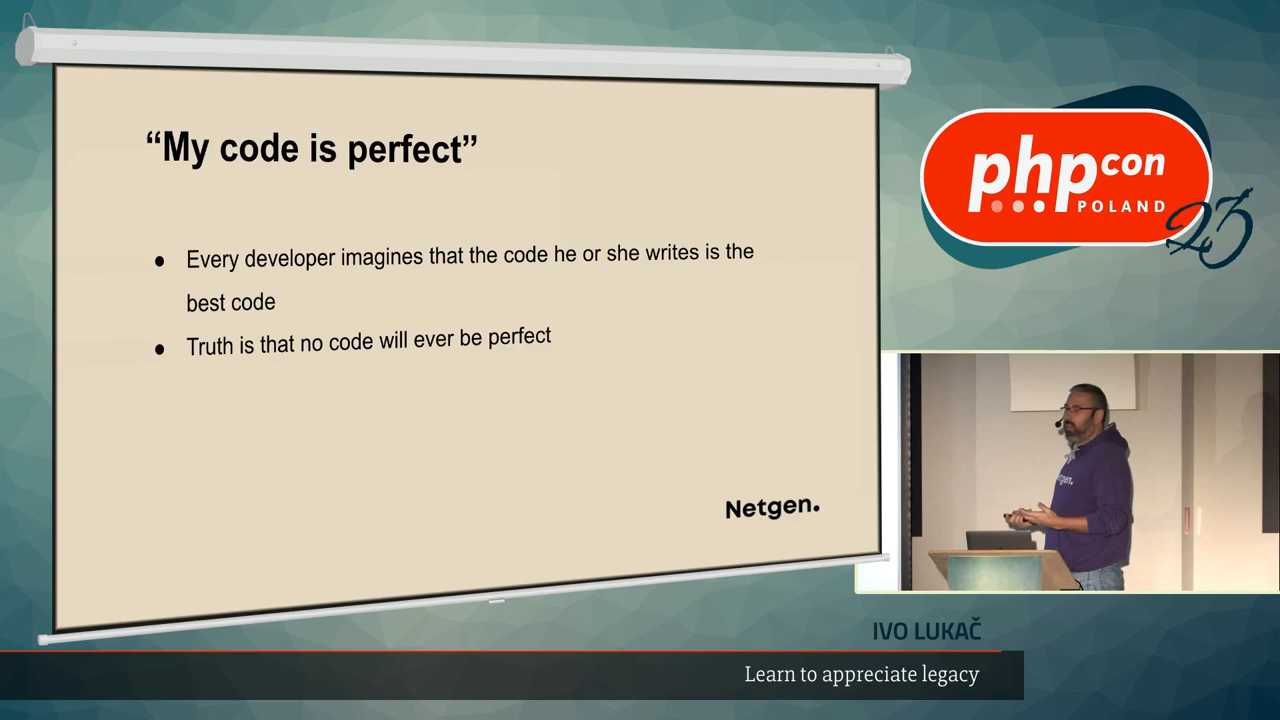 “My code is perfect”
● Every developer imagines that the code he or she writes is the
best code
● Truth is that no code will ever be perfect
Netgen.
phpcon
POLAND
23
IVO LUKAČ
Learn to appreciate legacy